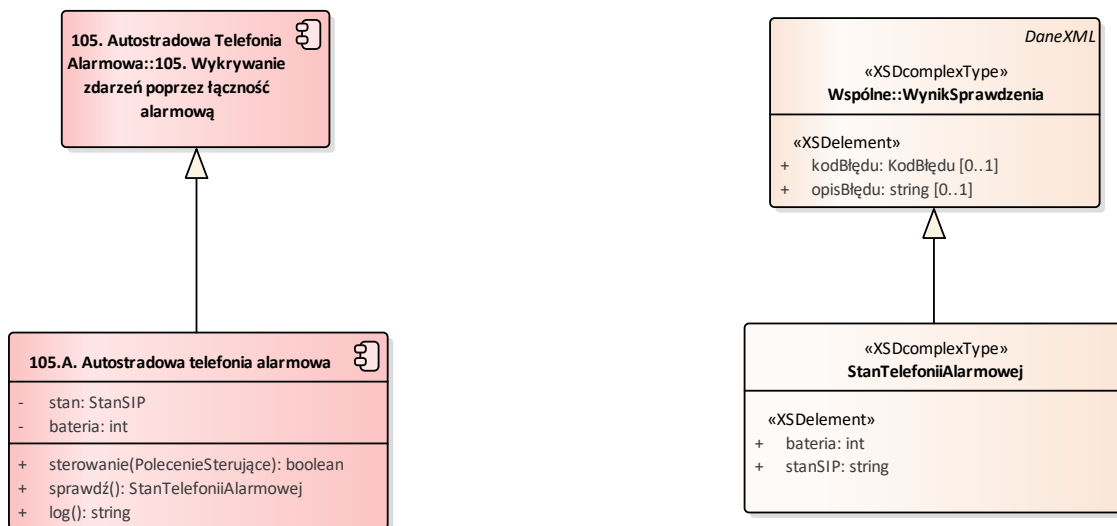 105. Autostradowa Telefonia
Alarmowa::105. Wykrywanie
zdarzeń poprzez łączność
alarmową
105.A. Autostradowa telefonia alarmowa
- stan: StanSIP
- bateria: int
+ sterowanie(PolecenieSterujące): boolean
+ sprawdź(): StanTelefoniiAlarmowej
+ log(): string
DaneXML
«XSDcomplexType»
Wspólne::WynikSprawdzenia
«XSDelement»
+ kodBłędu: KodBłędu [0..1]
+ opisBłędu: string [0..1]
«XSDcomplexType»
StanTelefoniiAlarmowej
«XSDelement»
+ bateria: int
+ stanSIP: string